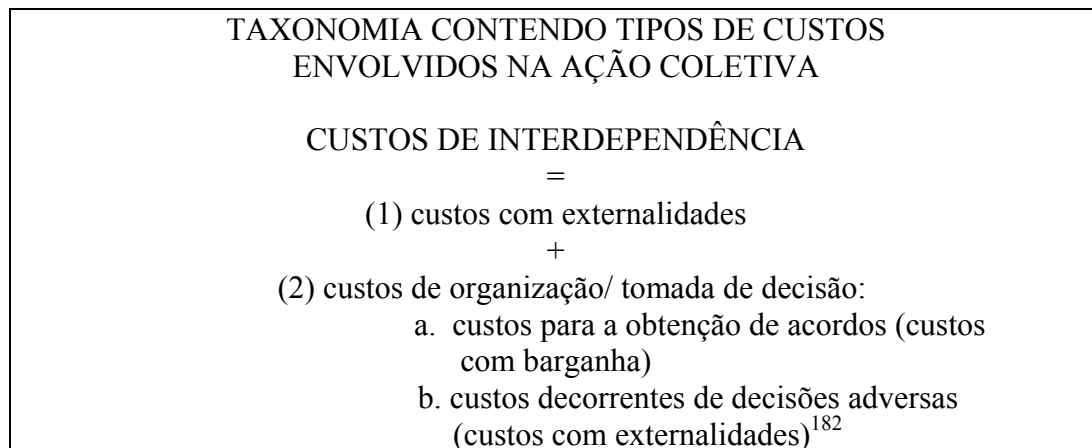 TAXONOMIA CONTENDO TIPOS DE CUSTOS
ENVOLVIDOS NA AÇÃO COLETIVA
CUSTOS DE INTERDEPENDÊNCIA
=
(1) custos com externalidades
+
(2) custos de organização/ tomada de decisão:
a. custos para a obtenção de acordos (custos
com barganha)
b. custos decorrentes de decisões adversas
(custos com externalidades)182